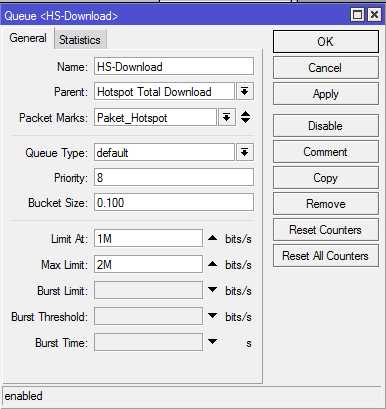 Queue <HS-Download>
General Statistics
Name: HS-Download
Parent: Hotspot Total Download
Packet Marks: Paket_Hotspot
Queue Type: default
Priority: 8
Bucket Size: 0.100
Limit At: 1M bits/s
Max Limit: 2M bits/s
Burst Limit: bits/s
Burst Threshold: bits/s
Burst Time: s
OK
Cancel
Apply
Disable
Comment
Copy
Remove
Reset Counters
Reset All Counters
enabled